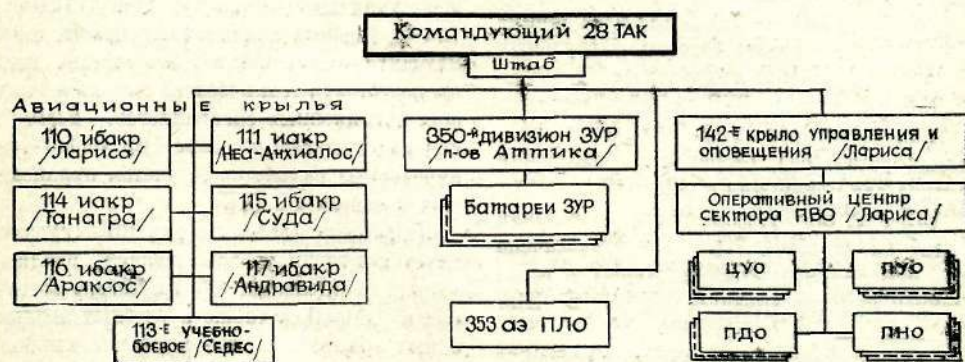 Командующий 28 ТАК
Штаб
Авиационные крылья
110 ибакр
/Лариса/
111 иакр
/Неа-Анхиалос/
114 иакр
/Танагра/
115 ибакр
/Суда/
116 ибакр
/Араксос/
117 ибакр
/Андравида/
113-е учебно-
боевое /Седес/
350-й дивизион ЗУР
/п-ов Аттика/
Батареи ЗУР
353 аэ ПЛО
142-е крыло управления и
оповещения /Лариса/
Оперативный центр
сектора ПВО /Лариса/
ЦУО
ПУО
ПДО
ПНО